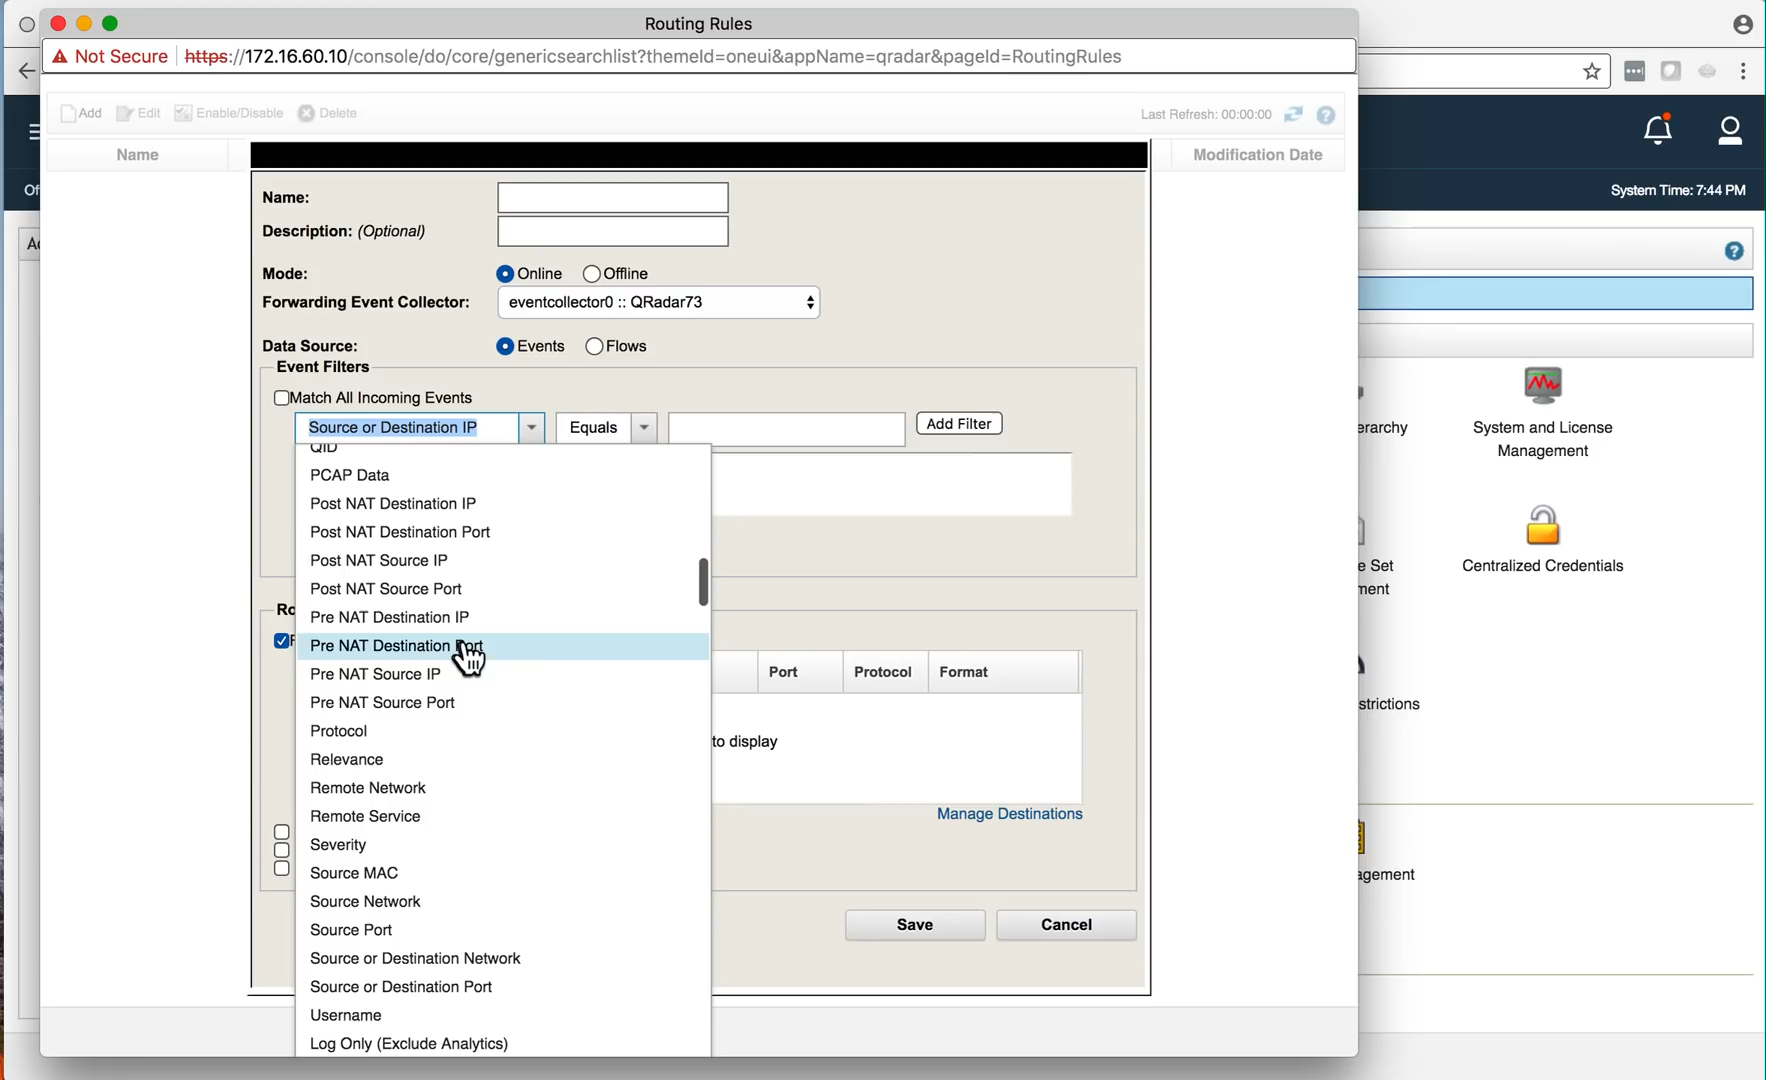 Routing Rules
Not Secure | https://172.16.60.10/console/do/core/genericsearchlist?themeId=oneui&appName=qradar&pageId=RoutingRules
Add Edit Enable/Disable Delete Last Refresh: 00:00:00
Name Modification Date
System Time: 7:44 PM
Name:
Description: (Optional)
Mode: Online Offline
Forwarding Event Collector: eventcollector0 :: QRadar73
Data Source: Events Flows
Event Filters
Match All Incoming Events
Source or Destination IP Equals Add Filter
QID
PCAP Data
Post NAT Destination IP
Post NAT Destination Port
Post NAT Source IP
Post NAT Source Port
Pre NAT Destination IP
Pre NAT Destination Port
Pre NAT Source IP
Pre NAT Source Port
Protocol
Relevance
Remote Network
Remote Service
Severity
Source MAC
Source Network
Source Port
Source or Destination Network
Source or Destination Port
Username
Log Only (Exclude Analytics)
Port Protocol Format
to display
Manage Destinations
Save Cancel
erarchy
System and License
Management
e Set
ment
Centralized Credentials
strictions
agement